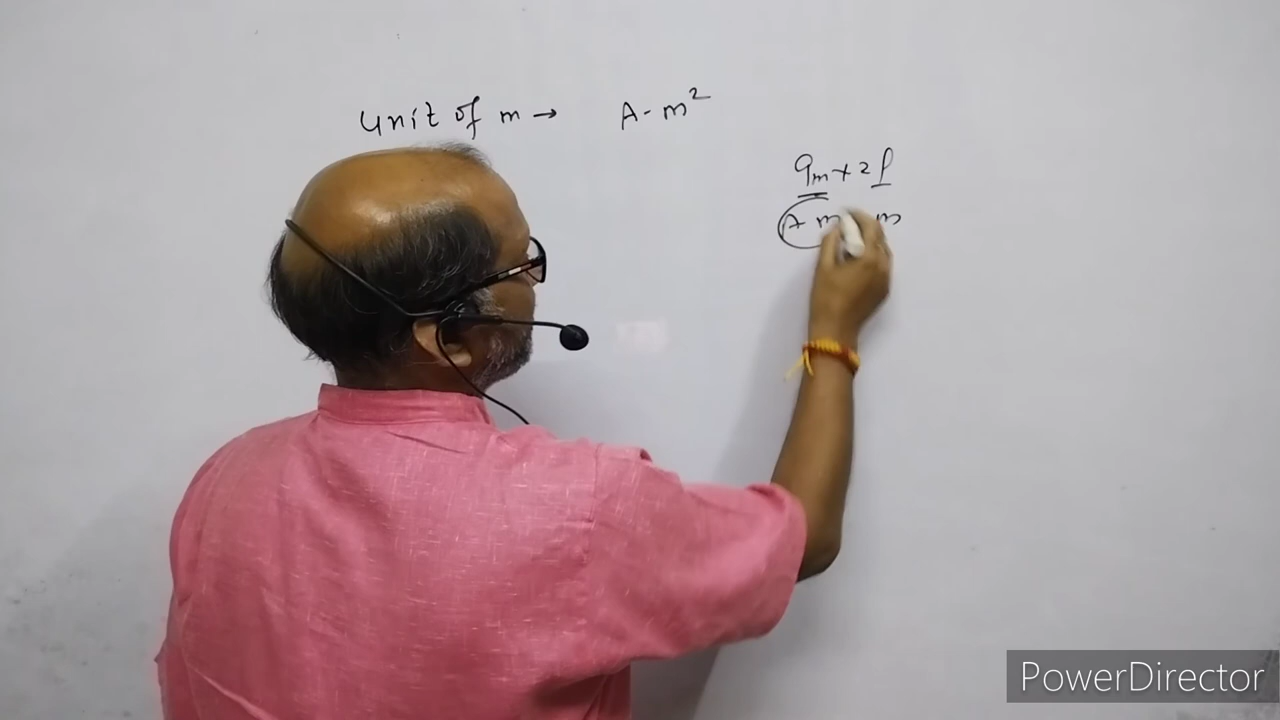 Unit of m → A-m²
qm × 2l
A m m
PowerDirector